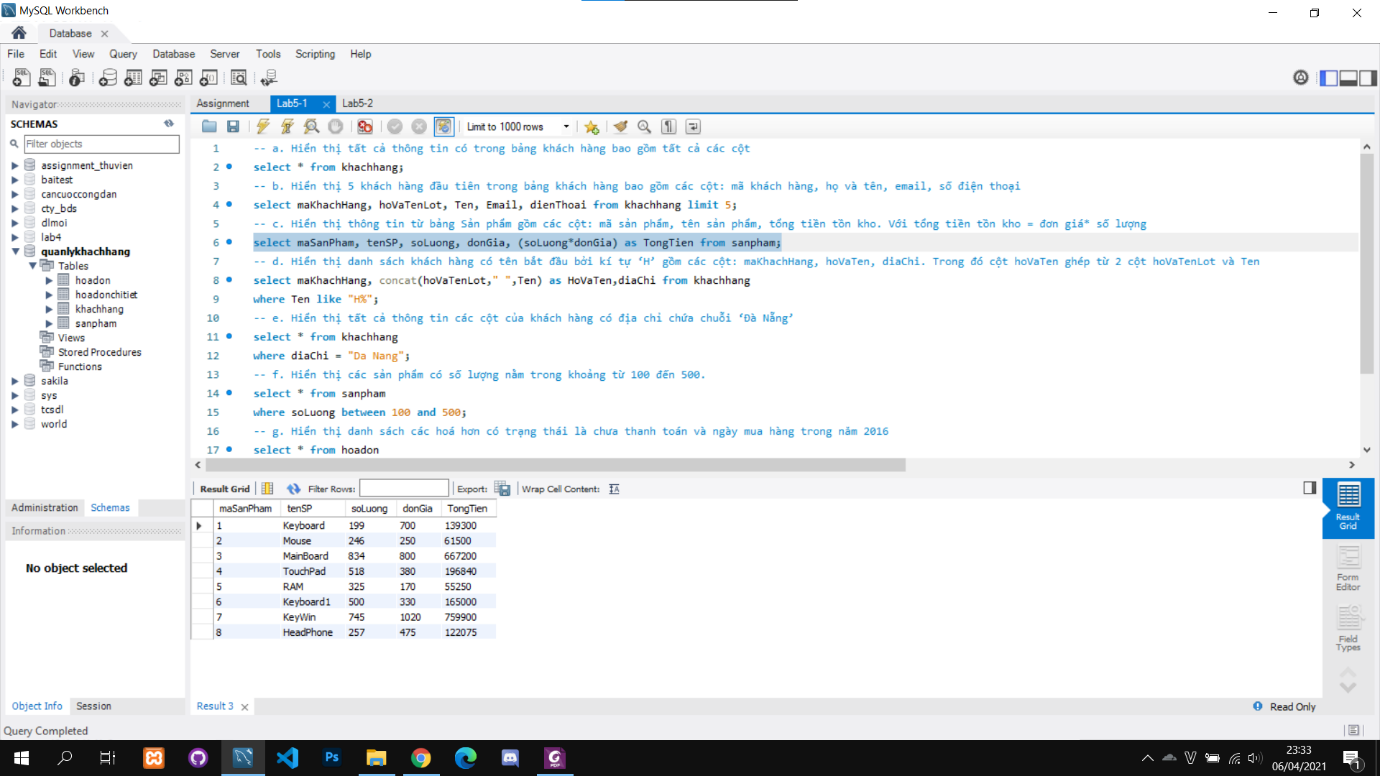 MySQL Workbench
Database
File Edit View Query Database Server Tools Scripting Help
Navigator
SCHEMAS
Filter objects
assignment_thuvien
baitest
cancuoccongdan
cty_bds
dlmoi
lab4
quanlykhachhang
Tables
hoadon
hoadonchitiet
khachhang
sanpham
Views
Stored Procedures
Functions
sakila
sys
tcsdl
world
Administration Schemas
Information
No object selected
Object Info Session
Query Completed
Assignment Lab5-1 Lab5-2
Limit to 1000 rows
1 -- a. Hiển thị tất cả thông tin có trong bảng khách hàng bao gồm tất cả các cột
2 select * from khachhang;
3 -- b. Hiển thị 5 khách hàng đầu tiên trong bảng khách hàng bao gồm các cột: mã khách hàng, họ và tên, email, số điện thoại
4 select maKhachHang, hoVaTenLot, Ten, Email, dienThoai from khachhang limit 5;
5 -- c. Hiển thị thông tin từ bảng Sản phẩm gồm các cột: mã sản phẩm, tên sản phẩm, tổng tiền tồn kho. Với tổng tiền tồn kho = đơn giá* số lượng
6 select maSanPham, tenSP, soLuong, donGia, (soLuong*donGia) as TongTien from sanpham;
7 -- d. Hiển thị danh sách khách hàng có tên bắt đầu bởi kí tự ‘H’ gồm các cột: maKhachHang, hoVaTen, diaChi. Trong đó cột hoVaTen ghép từ 2 cột hoVaTenLot và Ten
8 select maKhachHang, concat(hoVaTenLot," ",Ten) as HoVaTen,diaChi from khachhang
9 where Ten like "H%";
10 -- e. Hiển thị tất cả thông tin các cột của khách hàng có địa chỉ chứa chuỗi ‘Đà Nẵng’
11 select * from khachhang
12 where diaChi = "Da Nang";
13 -- f. Hiển thị các sản phẩm có số lượng nằm trong khoảng từ 100 đến 500.
14 select * from sanpham
15 where soLuong between 100 and 500;
16 -- g. Hiển thị danh sách các hoá hơn có trạng thái là chưa thanh toán và ngày mua hàng trong năm 2016
17 select * from hoadon
Result Grid Filter Rows: Export: Wrap Cell Content:
maSanPham tenSP soLuong donGia TongTien
1 Keyboard 199 700 139300
2 Mouse 246 250 61500
3 MainBoard 834 800 667200
4 TouchPad 518 380 196840
5 RAM 325 170 55250
6 Keyboard1 500 330 165000
7 KeyWin 745 1020 759900
8 HeadPhone 257 475 122075
Result Grid
Form Editor
Field Types
Result 3
Read Only
23:33
06/04/2021